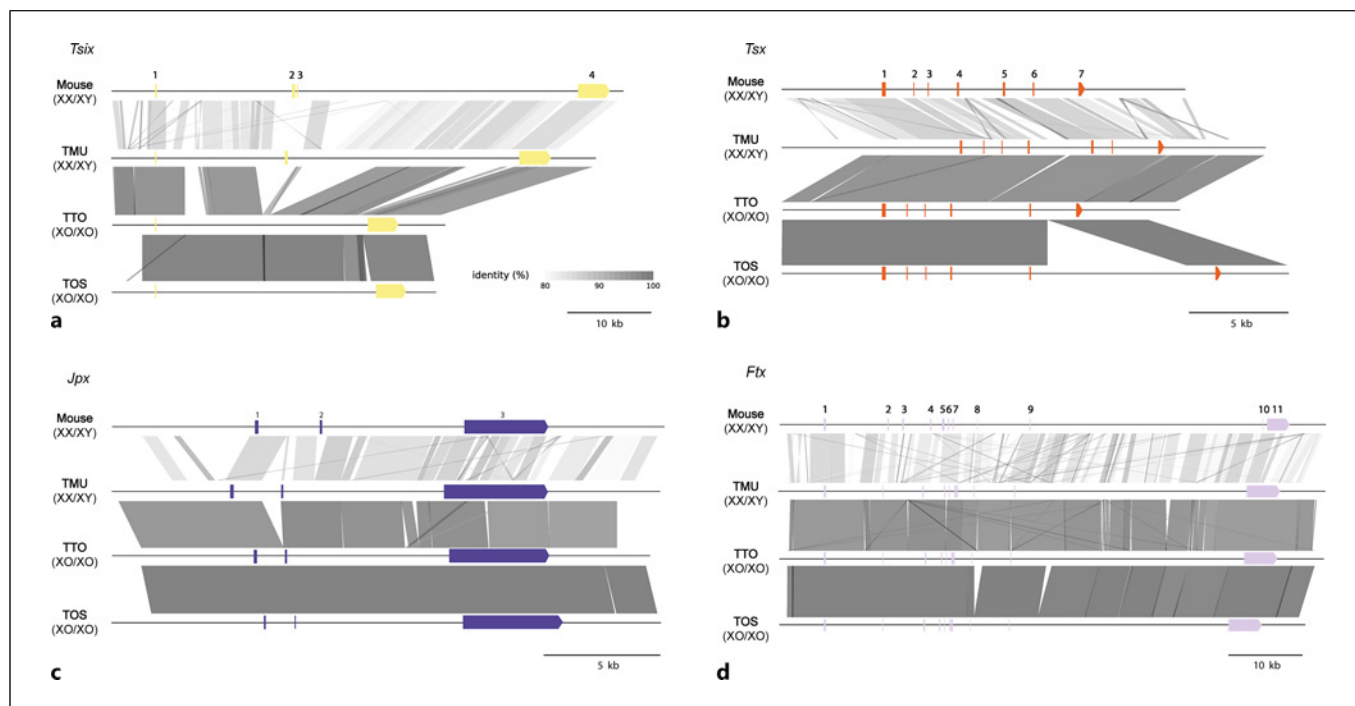 Tsix
1 2 3 4
Mouse
(XX/XY)
TMU
(XX/XY)
TTO
(XO/XO)
identity (%)
80 90 100
TOS
(XO/XO)
a
10 kb
Tsx
1 2 3 4 5 6 7
Mouse
(XX/XY)
TMU
(XX/XY)
TTO
(XO/XO)
TOS
(XO/XO)
b
5 kb
Jpx
1 2 3
Mouse
(XX/XY)
TMU
(XX/XY)
TTO
(XO/XO)
TOS
(XO/XO)
c
5 kb
Ftx
1 2 3 4 567 8 9 10 11
Mouse
(XX/XY)
TMU
(XX/XY)
TTO
(XO/XO)
TOS
(XO/XO)
d
10 kb